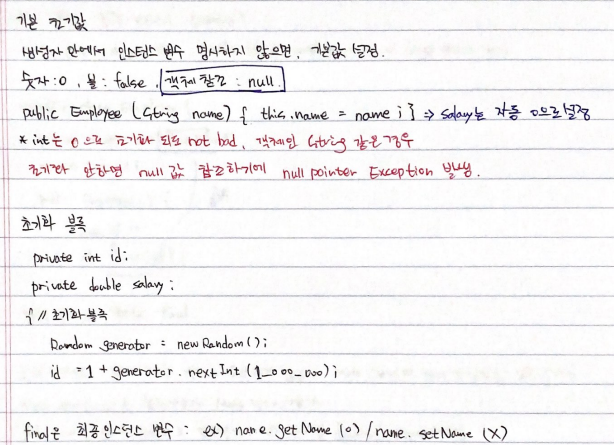 기본 초기값
생성자 안에서 인스턴스 변수 명시하지 않으면, 기본값 설정.
숫자 : 0, 불 : false, 객체 참고 : null.
public Employee (String name) { this.name = name ; } ⇒ salary는 자동 0으로 설정
* int는 0으로 초기화 되도 not bad, 객체인 String 같은 경우
초기화 안하면 null 값 참조하기에 null pointer Exception 발생.
초기화 블록
private int id;
private double salary ;
{ // 초기화 블록
Random generator = new Random();
id = 1 + generator. nextInt (1_000_000);
final은 최종 인스턴스 변수 : ex) name. getName (O) / name. setName (X)